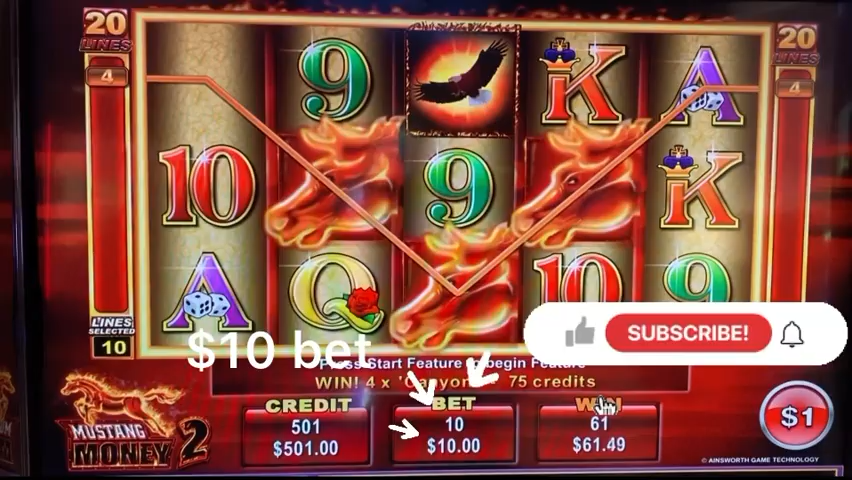 20
LINES
20
LINES
4
4
9
K
A
10
9
K
A
Q
10
9
LINES
SELECTED
10
SUBSCRIBE!
$10 bet
Press Start Feature to begin Feature
WIN! 4 x 'Canyon' 75 credits
CREDIT
501
$501.00
BET
10
$10.00
WIN
61
$61.49
$1
MUSTANG
MONEY 2
© AINSWORTH GAME TECHNOLOGY